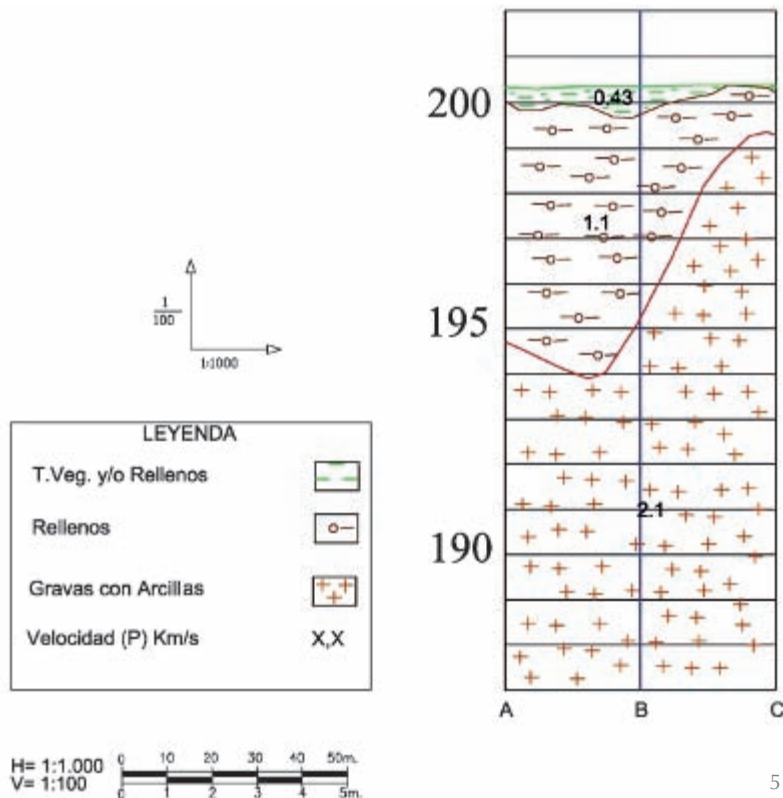 200
0,43
1.1
1
100
1:1000
195
LEYENDA
T.Veg. y/o Rellenos
Rellenos
Gravas con Arcillas
Velocidad (P) Km/s X,X
2.1
190
A B C
H= 1:1.000
V= 1:100
0 10 20 30 40 50m.
0 1 2 3 4 5m.
5